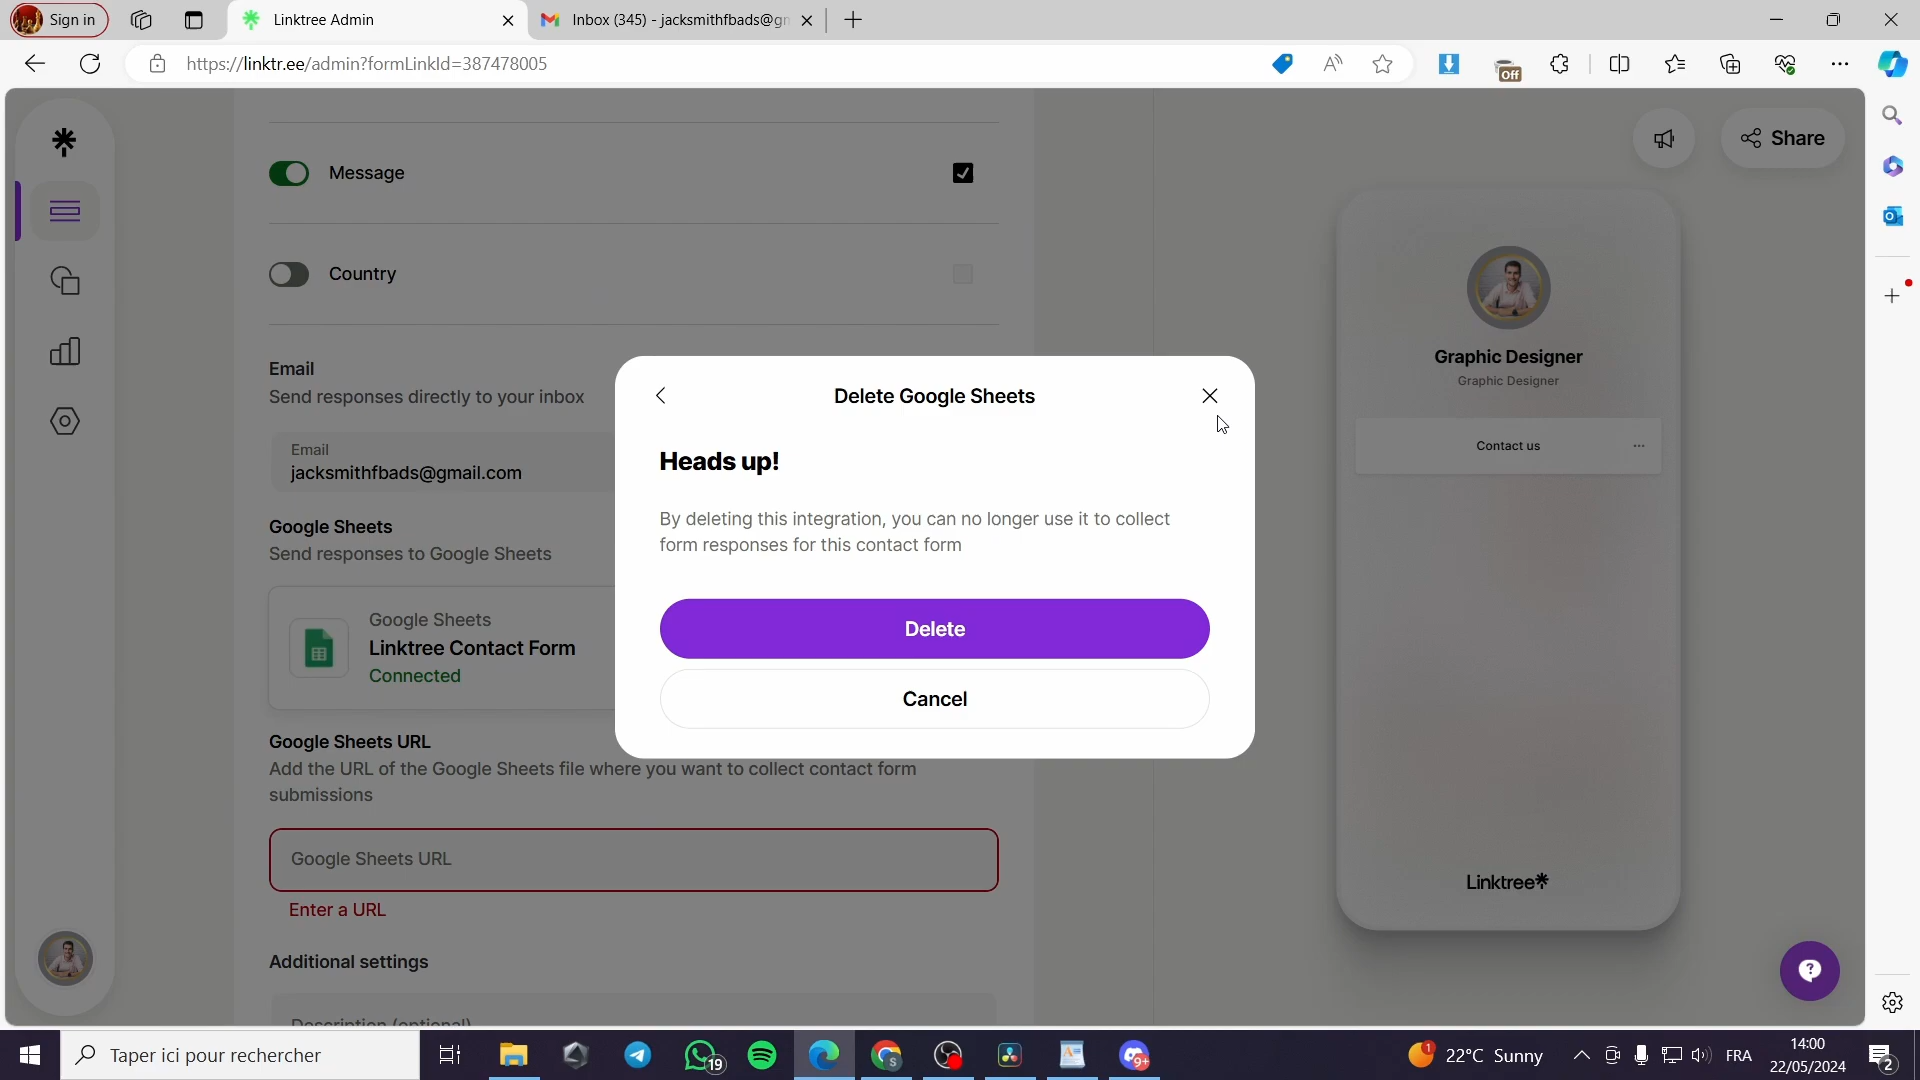 Sign in
Linktree Admin
Inbox (345) - jacksmithfbads@gm
https://linktr.ee/admin?formLinkId=387478005
Off
Share
Message
Country
Email
Send responses directly to your inbox
Email
jacksmithfbads@gmail.com
Google Sheets
Send responses to Google Sheets
Google Sheets
Linktree Contact Form
Connected
Google Sheets URL
Add the URL of the Google Sheets file where you want to collect contact form
submissions
Google Sheets URL
Enter a URL
Additional settings
Description (optional)
Delete Google Sheets
Heads up!
By deleting this integration, you can no longer use it to collect
form responses for this contact form
Delete
Cancel
Graphic Designer
Graphic Designer
Contact us
Linktree
Taper ici pour rechercher
19
S
9+
1
22°C Sunny
FRA
14:00
22/05/2024
2